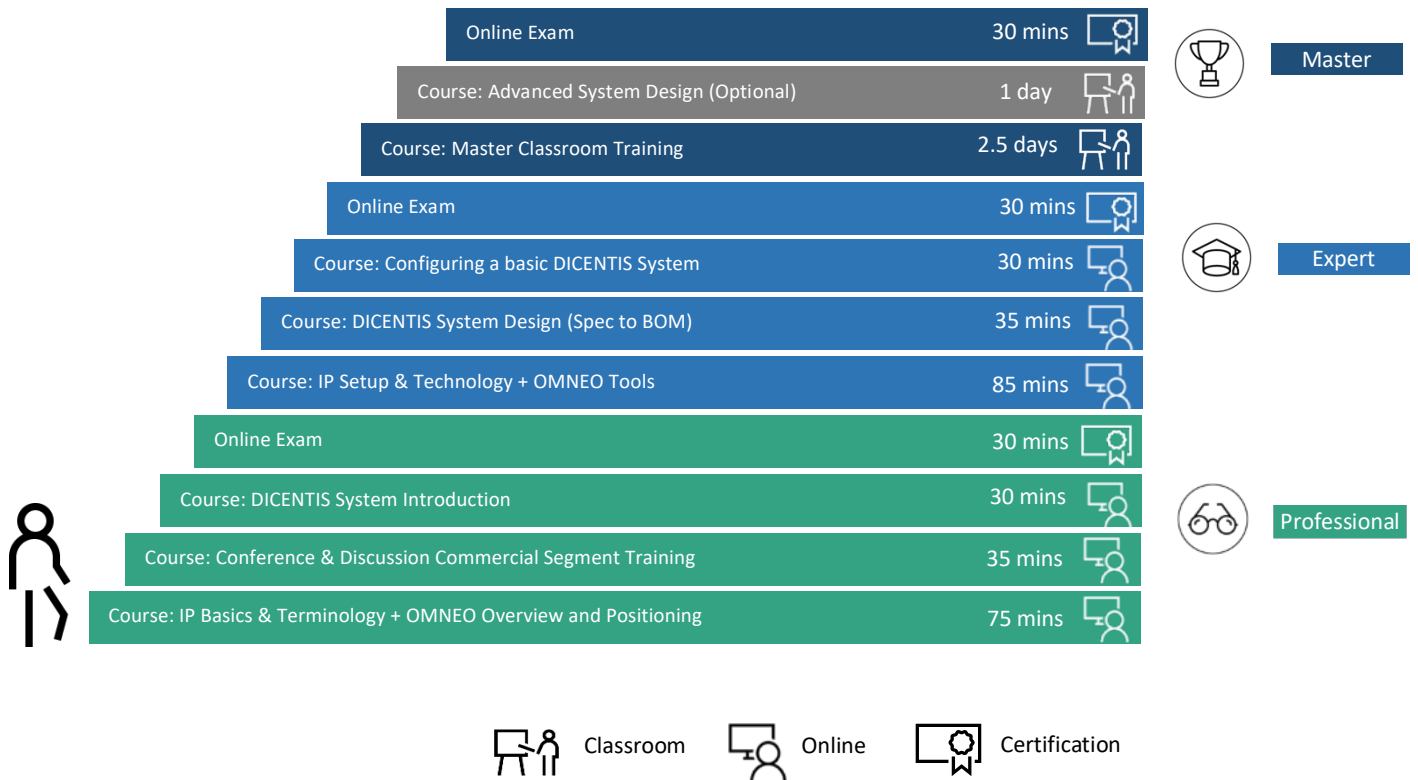 Online Exam 30 mins
Master
Course: Advanced System Design (Optional) 1 day
Course: Master Classroom Training 2.5 days
Online Exam 30 mins
Course: Configuring a basic DICENTIS System 30 mins
Expert
Course: DICENTIS System Design (Spec to BOM) 35 mins
Course: IP Setup & Technology + OMNEO Tools 85 mins
Online Exam 30 mins
Course: DICENTIS System Introduction 30 mins
Professional
Course: Conference & Discussion Commercial Segment Training 35 mins
Course: IP Basics & Terminology + OMNEO Overview and Positioning 75 mins
Classroom Online Certification